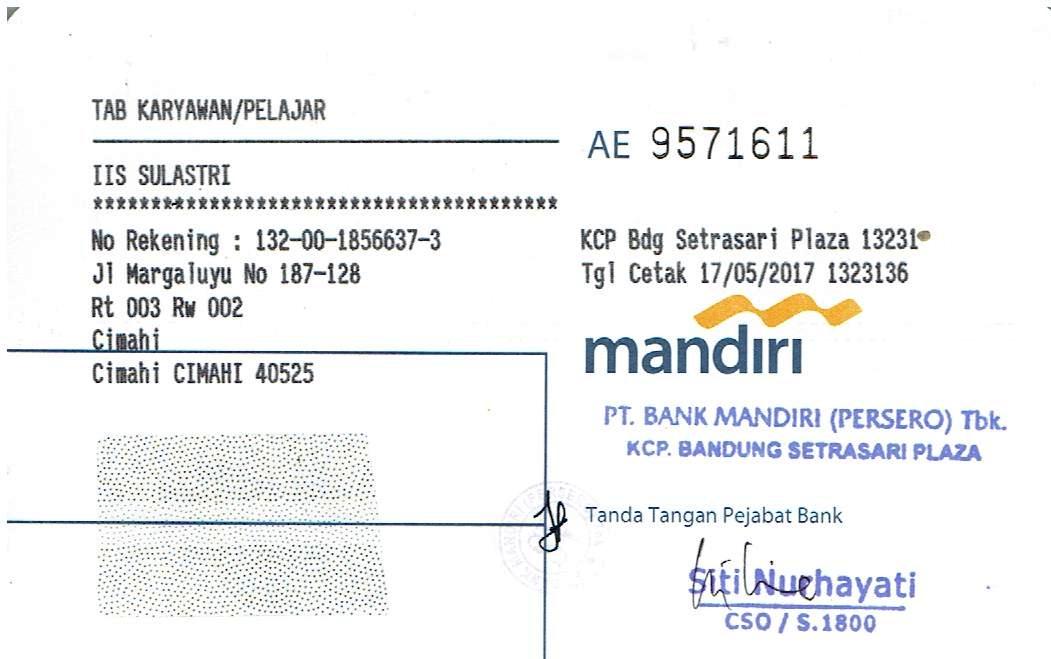 TAB KARYAWAN/PELAJAR
AE 9571611
IIS SULASTRI
****************************************
No Rekening : 132-00-1856637-3
Jl Margaluyu No 187-128
Rt 003 Rw 002
Cimahi
Cimahi CIMAHI 40525
KCP Bdg Setrasari Plaza 13231
Tgl Cetak 17/05/2017 1323136
mandiri
PT. BANK MANDIRI (PERSERO) Tbk.
KCP. BANDUNG SETRASARI PLAZA
Tanda Tangan Pejabat Bank
Siti Nurhayati
CSO / S.1800